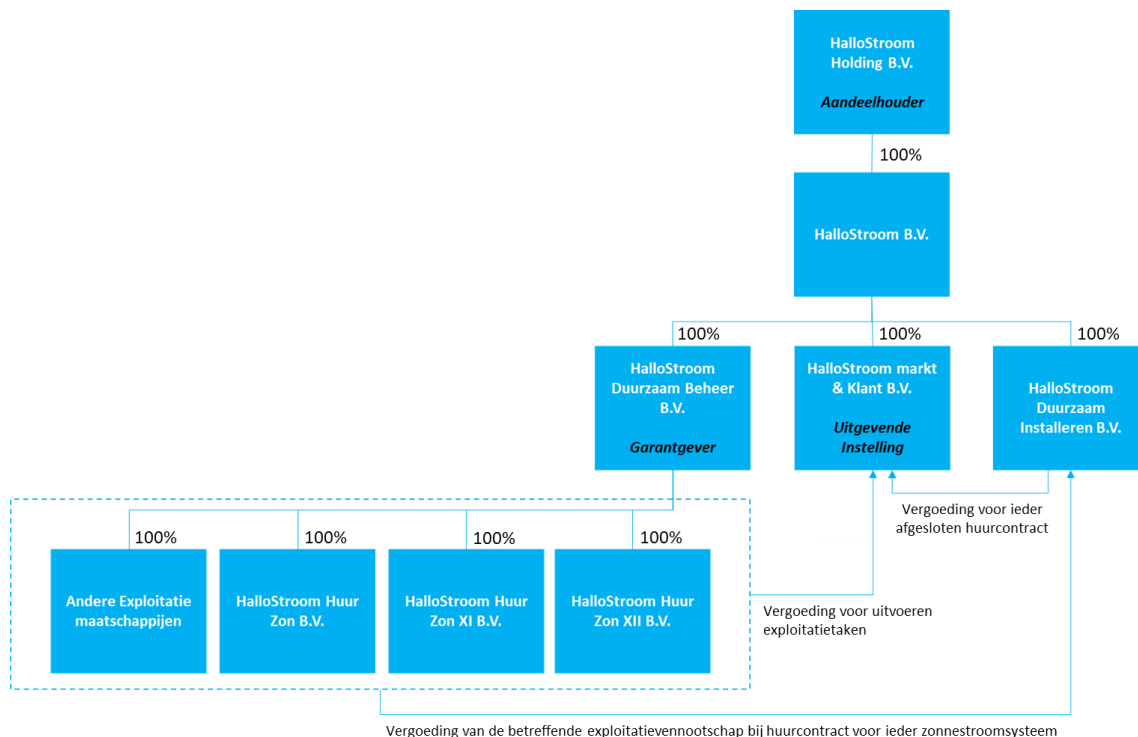 HalloStroom
Holding B.V.
Aandeelhouder
100%
HalloStroom B.V.
100%
100%
100%
HalloStroom
Duurzaam Beheer
B.V.
Garantgever
HalloStroom markt
& Klant B.V.
Uitgevende
Instelling
HalloStroom
Duurzaam
Installeren B.V.
Vergoeding voor ieder
afgesloten huurcontract
100%
100%
100%
100%
Andere Exploitatie
maatschappijen
HalloStroom Huur
Zon B.V.
HalloStroom Huur
Zon XI B.V.
HalloStroom Huur
Zon XII B.V.
Vergoeding voor uitvoeren
exploitatietaken
Vergoeding van de betreffende exploitatievennootschap bij huurcontract voor ieder zonnestroomsysteem